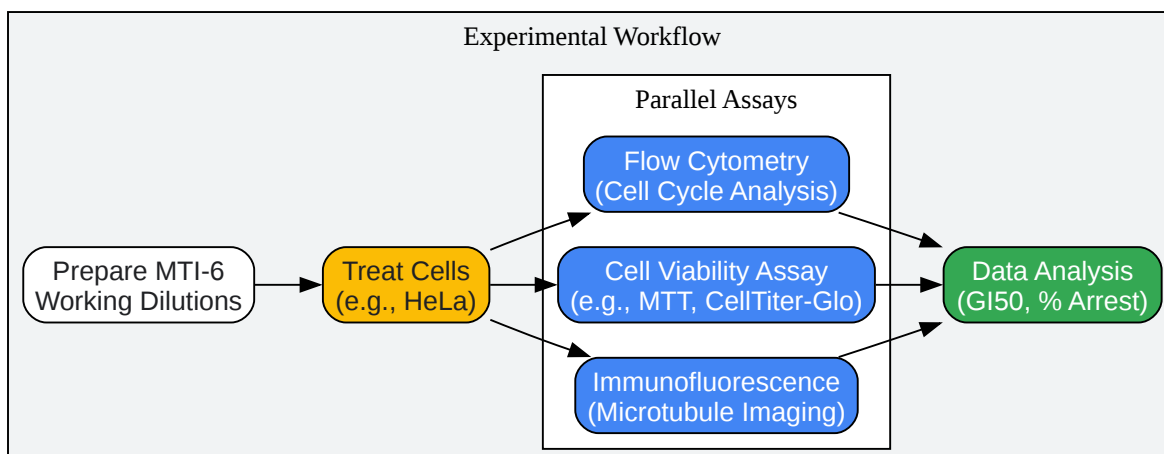 Experimental Workflow
Parallel Assays
Prepare MTI-6
Working Dilutions
Treat Cells
(e.g., HeLa)
Flow Cytometry
(Cell Cycle Analysis)
Cell Viability Assay
(e.g., MTT, CellTiter-Glo)
Immunofluorescence
(Microtubule Imaging)
Data Analysis
(GI50, % Arrest)